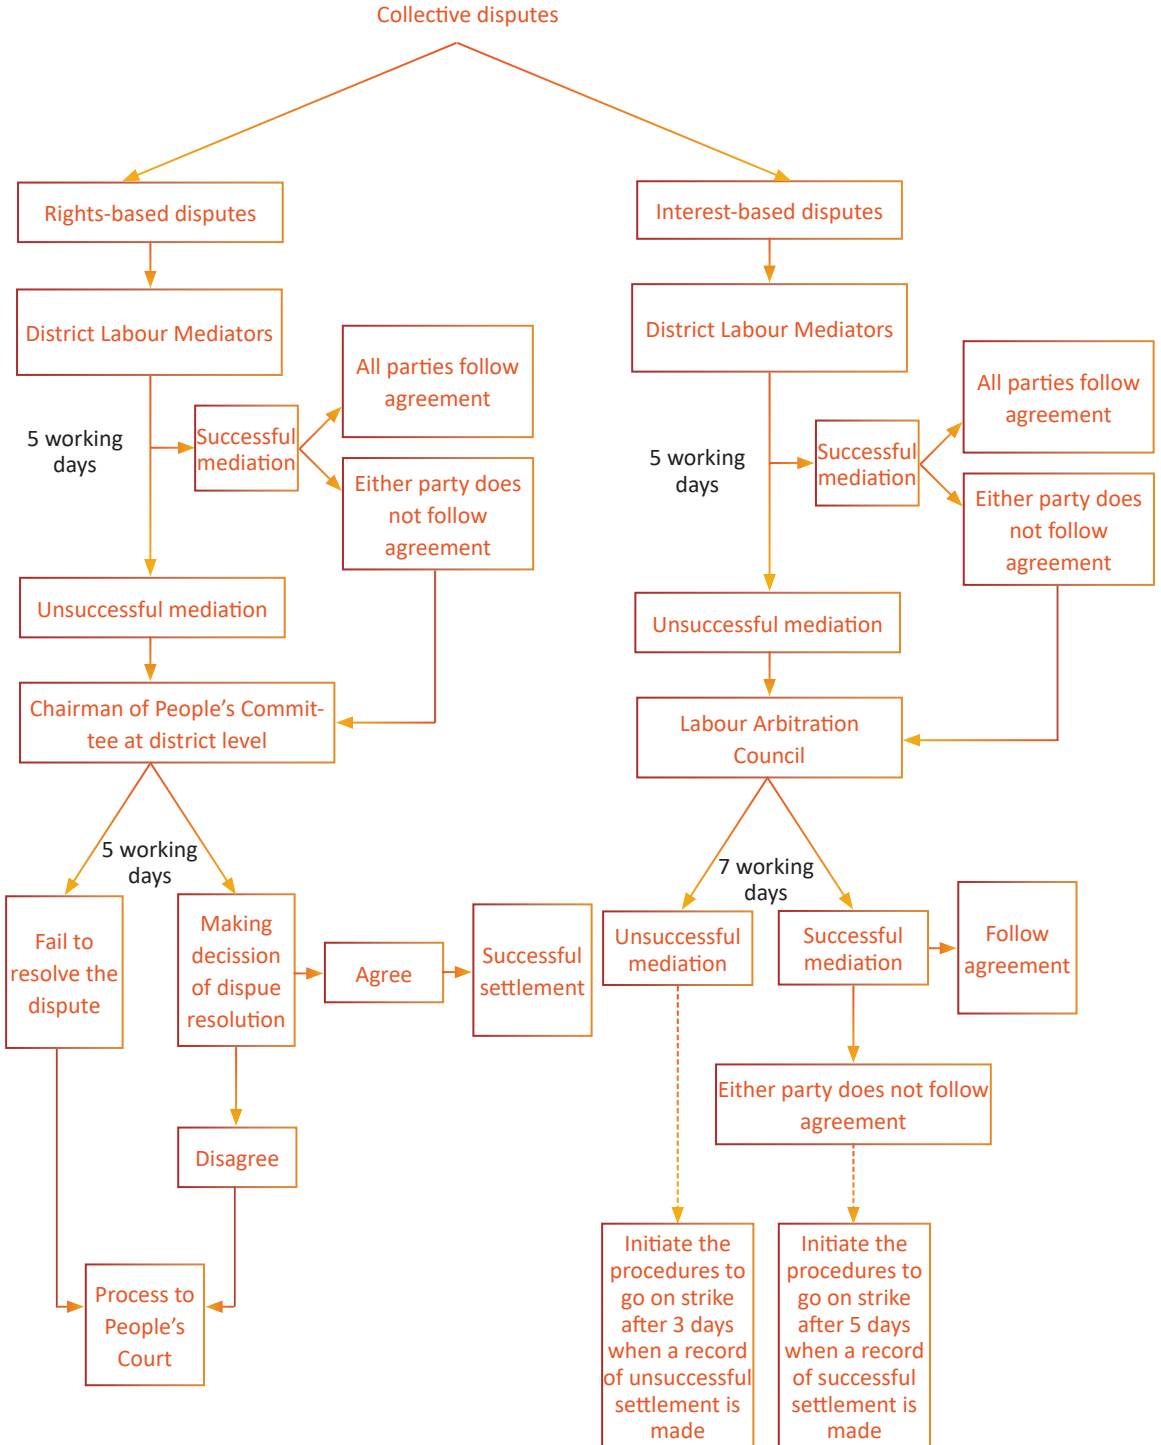 Collective disputes
Rights-based disputes
Interest-based disputes
District Labour Mediators
District Labour Mediators
All parties follow
agreement
All parties follow
agreement
5 working
days
Successful
mediation
5 working
days
Successful
mediation
Either party does
not follow
agreement
Either party does
not follow
agreement
Unsuccessful mediation
Unsuccessful mediation
Chairman of People’s Commit-
tee at district level
Labour Arbitration
Council
5 working
days
7 working
days
Fail to
resolve the
dispute
Making
decission
of dispue
resolution
Agree
Successful
settlement
Unsuccessful
mediation
Successful
mediation
Follow
agreement
Either party does not follow
agreement
Disagree
Process to
People’s
Court
Initiate the
procedures to
go on strike
after 3 days
when a record
of unsuccessful
settlement is
made
Initiate the
procedures to
go on strike
after 5 days
when a record
of successful
settlement is
made